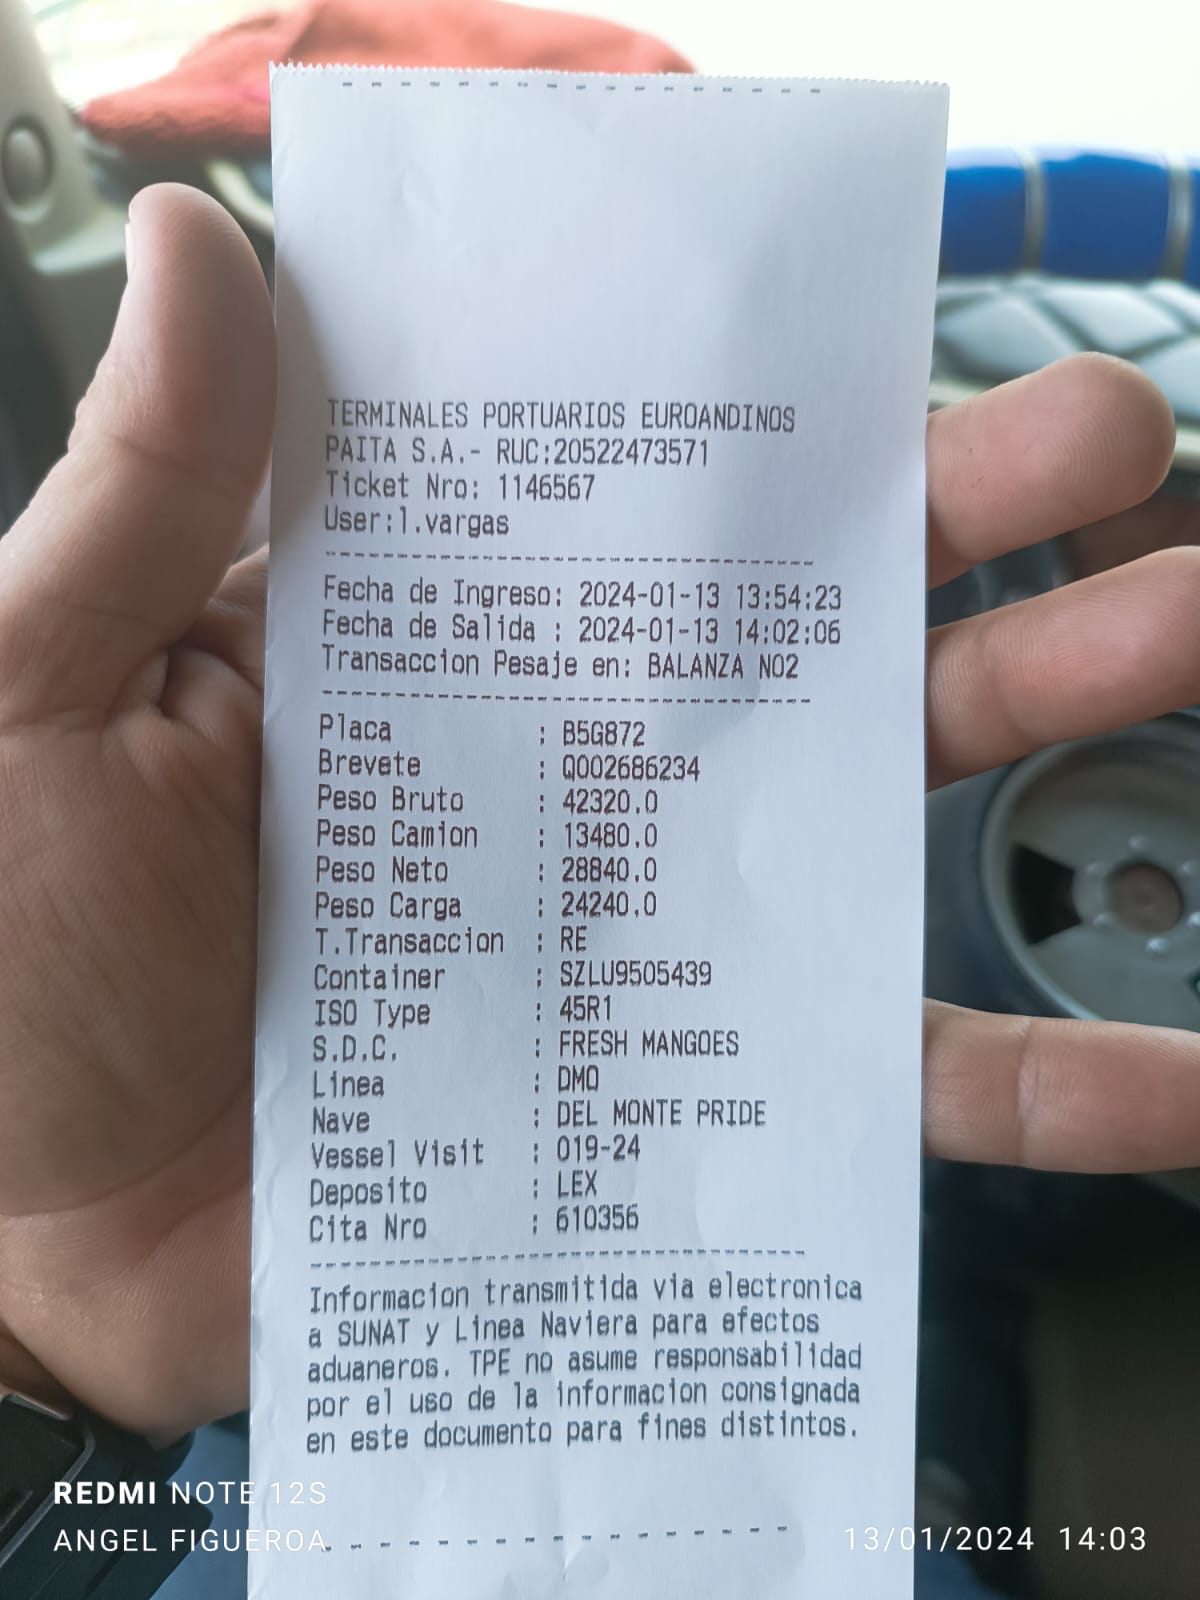 TERMINALES PORTUARIOS EUROANDINOS
PAITA S.A.- RUC:20522473571
Ticket Nro: 1146567
User:l.vargas
Fecha de Ingreso: 2024-01-13 13:54:23
Fecha de Salida : 2024-01-13 14:02:06
Transaccion Pesaje en: BALANZA NO2
Placa : B5G872
Brevete : Q002686234
Peso Bruto : 42320.0
Peso Camion : 13480.0
Peso Neto : 28840.0
Peso Carga : 24240.0
T.Transaccion : RE
Container : SZLU9505439
ISO Type : 45R1
S.D.C. : FRESH MANGOES
Linea : DMO
Nave : DEL MONTE PRIDE
Vessel Visit : 019-24
Deposito : LEX
Cita Nro : 610356
Informacion transmitida via electronica
a SUNAT y Linea Naviera para efectos
aduaneros. TPE no asume responsabilidad
por el uso de la informacion consignada
en este documento para fines distintos.
REDMI NOTE 12S
ANGEL FIGUEROA
13/01/2024 14:03